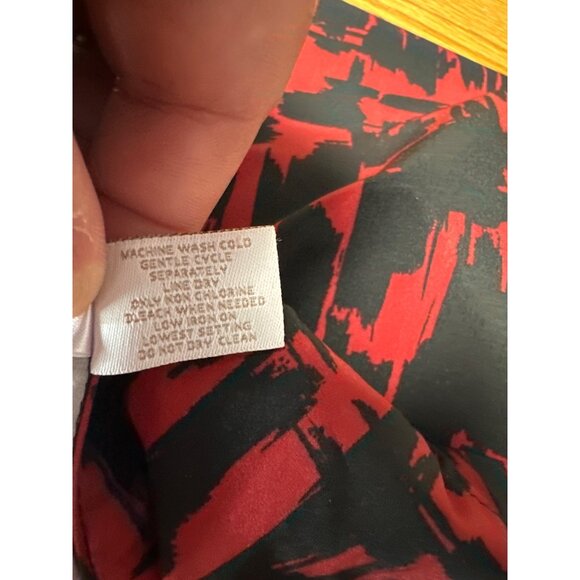 MACHINE WASH COLD
GENTLE CYCLE
SEPARATELY
LINE DRY
ONLY NON CHLORINE
BLEACH WHEN NEEDED
LOW IRON ON
LOWEST SETTING
DO NOT DRY CLEAN